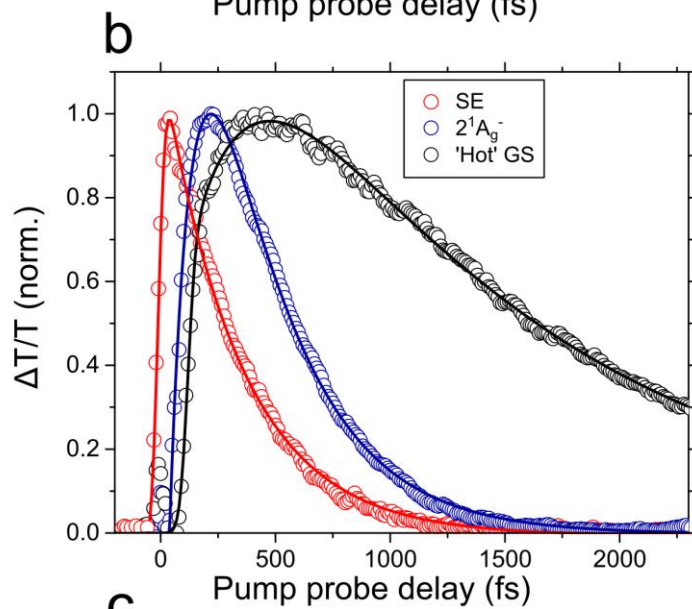 Pump probe delay (fs)
b
SE
2¹Ag⁻
'Hot' GS
ΔT/T (norm.)
1.0
0.8
0.6
0.4
0.2
0.0
0 500 1000 1500 2000
Pump probe delay (fs)